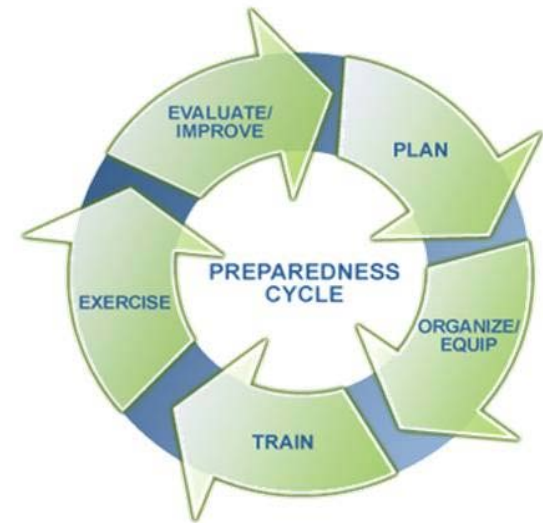 EVALUATE/
IMPROVE
PLAN
PREPAREDNESS
CYCLE
ORGANIZE/
EQUIP
EXERCISE
TRAIN